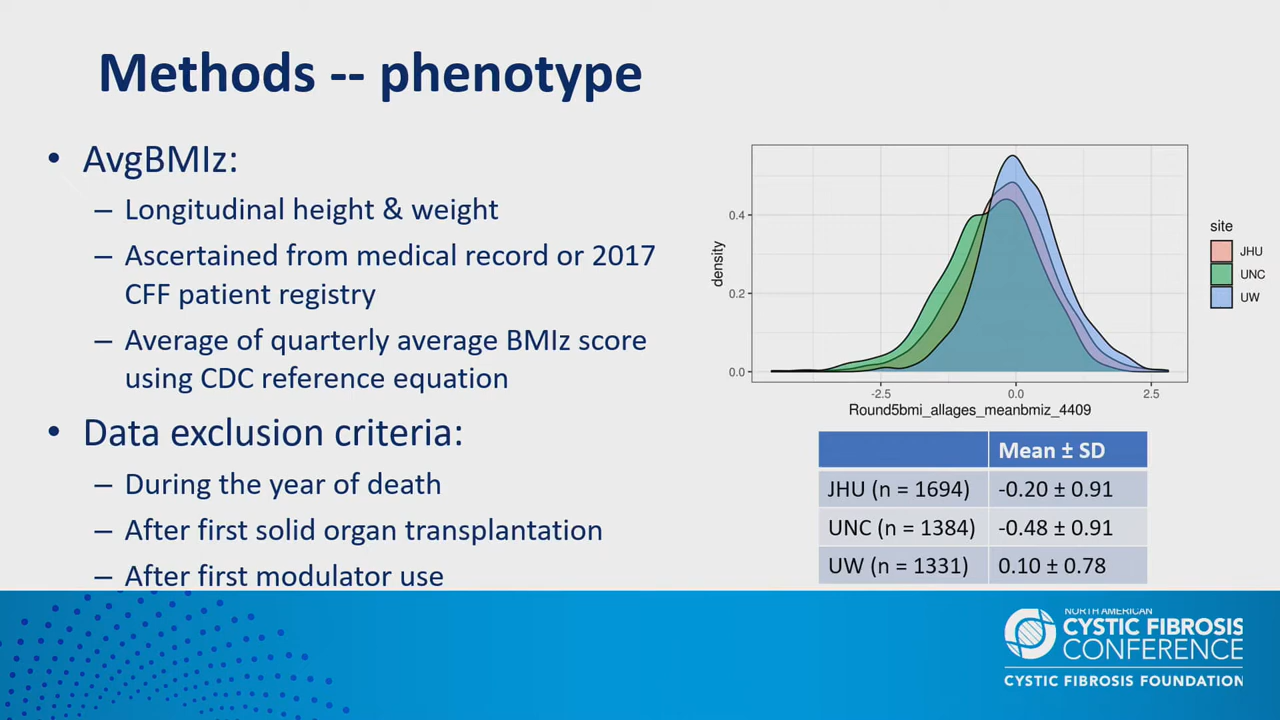 Methods -- phenotype
• AvgBMIz:
– Longitudinal height & weight
– Ascertained from medical record or 2017
CFF patient registry
– Average of quarterly average BMIz score
using CDC reference equation
• Data exclusion criteria:
– During the year of death
– After first solid organ transplantation
– After first modulator use
density
0.4
0.2
0.0
-2.5 0.0 2.5
Round5bmi_allages_meanbmiz_4409
site
JHU
UNC
UW
Mean ± SD
JHU (n = 1694) -0.20 ± 0.91
UNC (n = 1384) -0.48 ± 0.91
UW (n = 1331) 0.10 ± 0.78
NORTH AMERICAN
CYSTIC FIBROSIS
CONFERENCE
CYSTIC FIBROSIS FOUNDATION